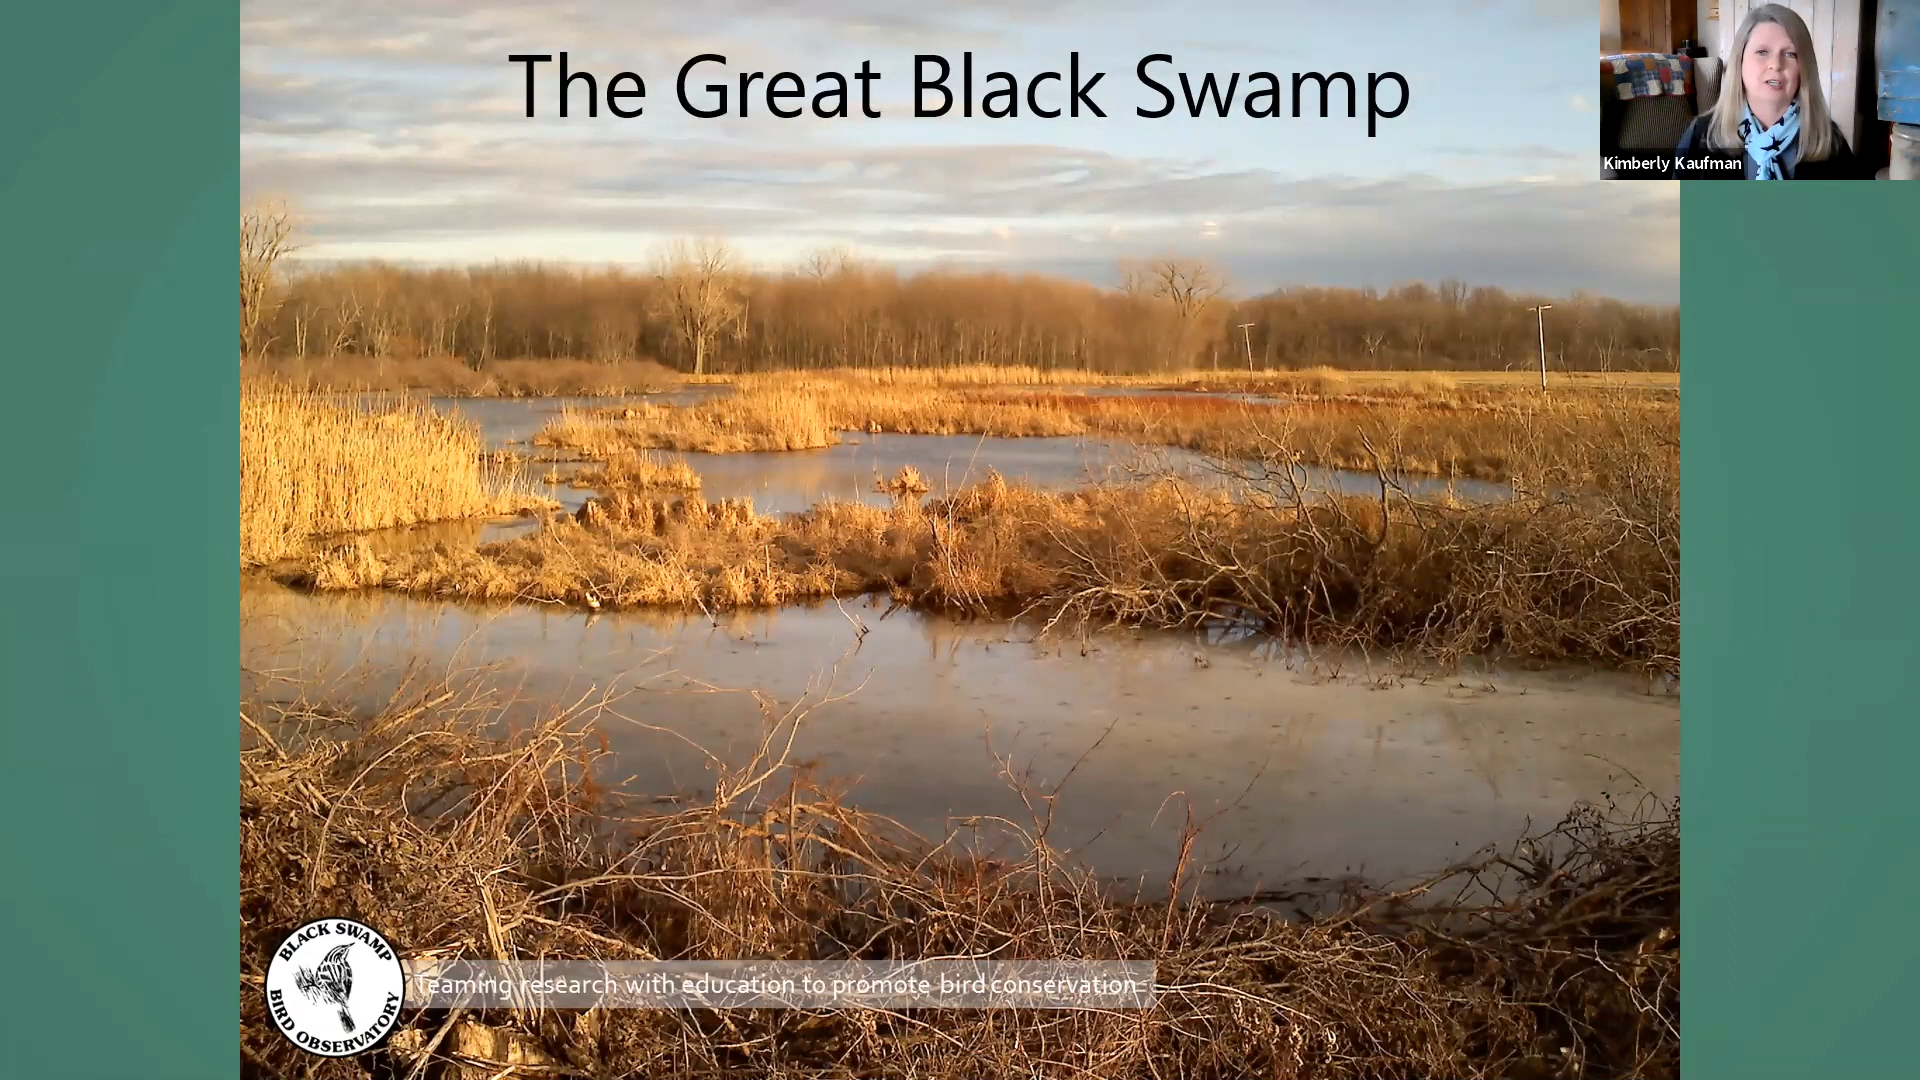 The Great Black Swamp
Kimberly Kaufman
BLACK SWAMP
BIRD OBSERVATORY
Teaming research with education to promote bird conservation